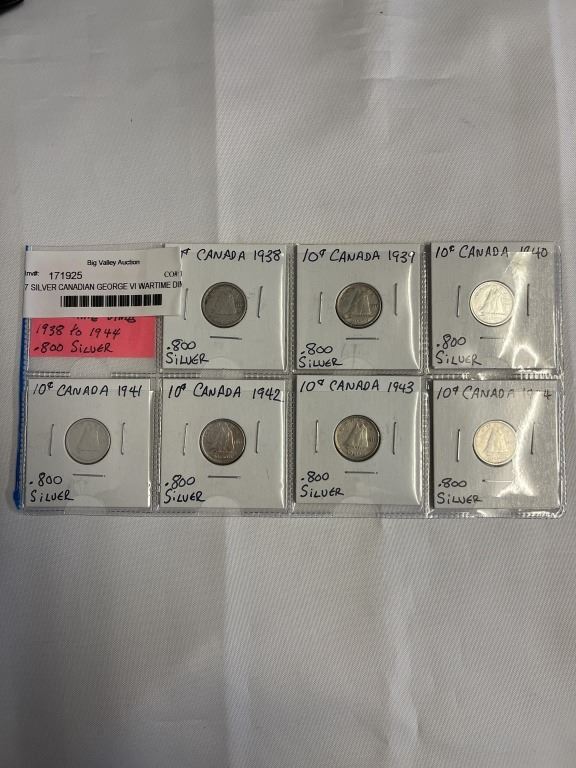 Big Valley Auction
Inv#: 171925
7 SILVER CANADIAN GEORGE VI WARTIME
1938 to 1944
.800 SILVER
¢ CANADA 1938
.800
SILVER
10¢ CANADA 1939
.800
SILVER
10¢ CANADA 1940
.800
SILVER
10¢ CANADA 1941
.800
SILVER
10¢ CANADA 1942
.800
SILVER
10¢ CANADA 1943
.800
SILVER
10¢ CANADA
.800
SILVER